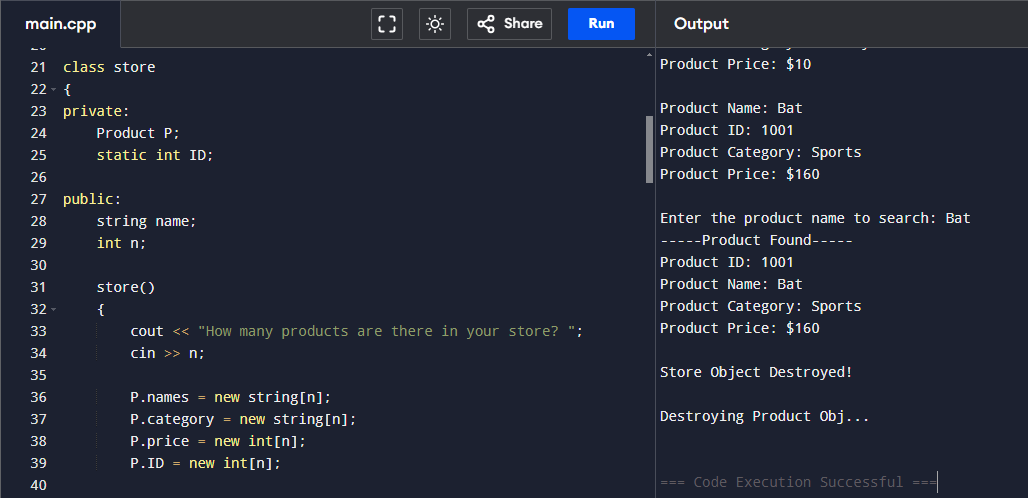 main.cpp
Share
Run
Output
21 class store
22 {
23 private:
24     Product P;
25     static int ID;
26
27 public:
28     string name;
29     int n;
30
31     store()
32     {
33         cout << "How many products are there in your store? ";
34         cin >> n;
35
36         P.names = new string[n];
37         P.category = new string[n];
38         P.price = new int[n];
39         P.ID = new int[n];
40
Product Price: $10
Product Name: Bat
Product ID: 1001
Product Category: Sports
Product Price: $160
Enter the product name to search: Bat
-----Product Found-----
Product ID: 1001
Product Name: Bat
Product Category: Sports
Product Price: $160
Store Object Destroyed!
Destroying Product Obj...
=== Code Execution Successful ===